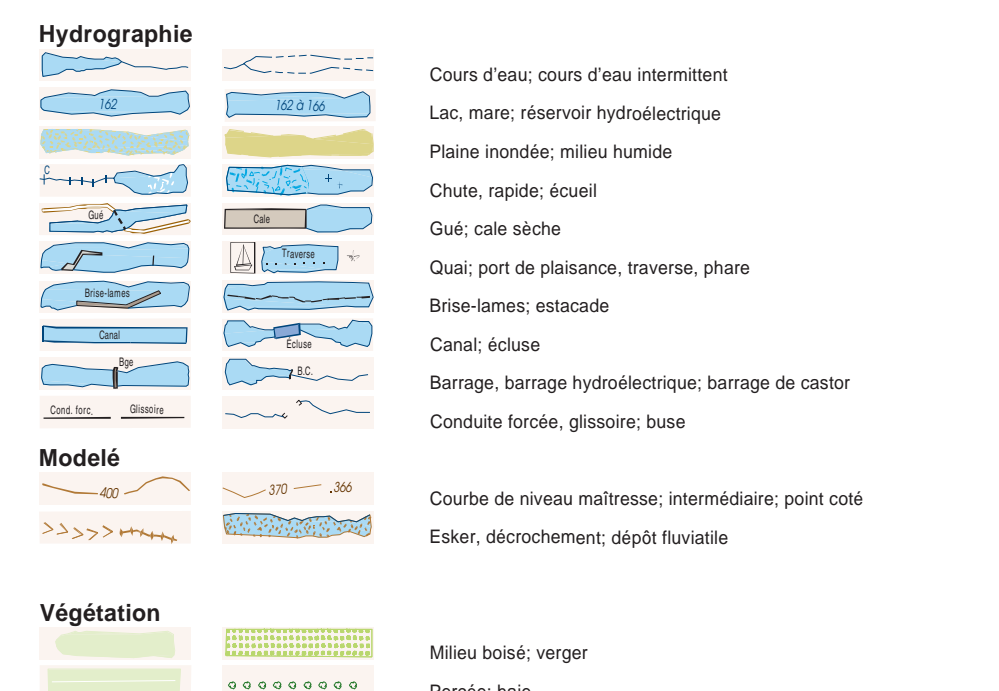 Hydrographie
Cours d'eau; cours d'eau intermittent
162 162 à 166 Lac, mare; réservoir hydroélectrique
Plaine inondée; milieu humide
C Chute, rapide; écueil
Gué Cale Gué; cale sèche
Traverse Quai; port de plaisance, traverse, phare
Brise-lames Brise-lames; estacade
Canal Écluse Canal; écluse
Bge B.C. Barrage, barrage hydroélectrique; barrage de castor
Cond. forc. Glissoire Conduite forcée, glissoire; buse
Modelé
400 370 .366 Courbe de niveau maîtresse; intermédiaire; point coté
Esker, décrochement; dépôt fluviatile
Végétation
Milieu boisé; verger
Percée; haie